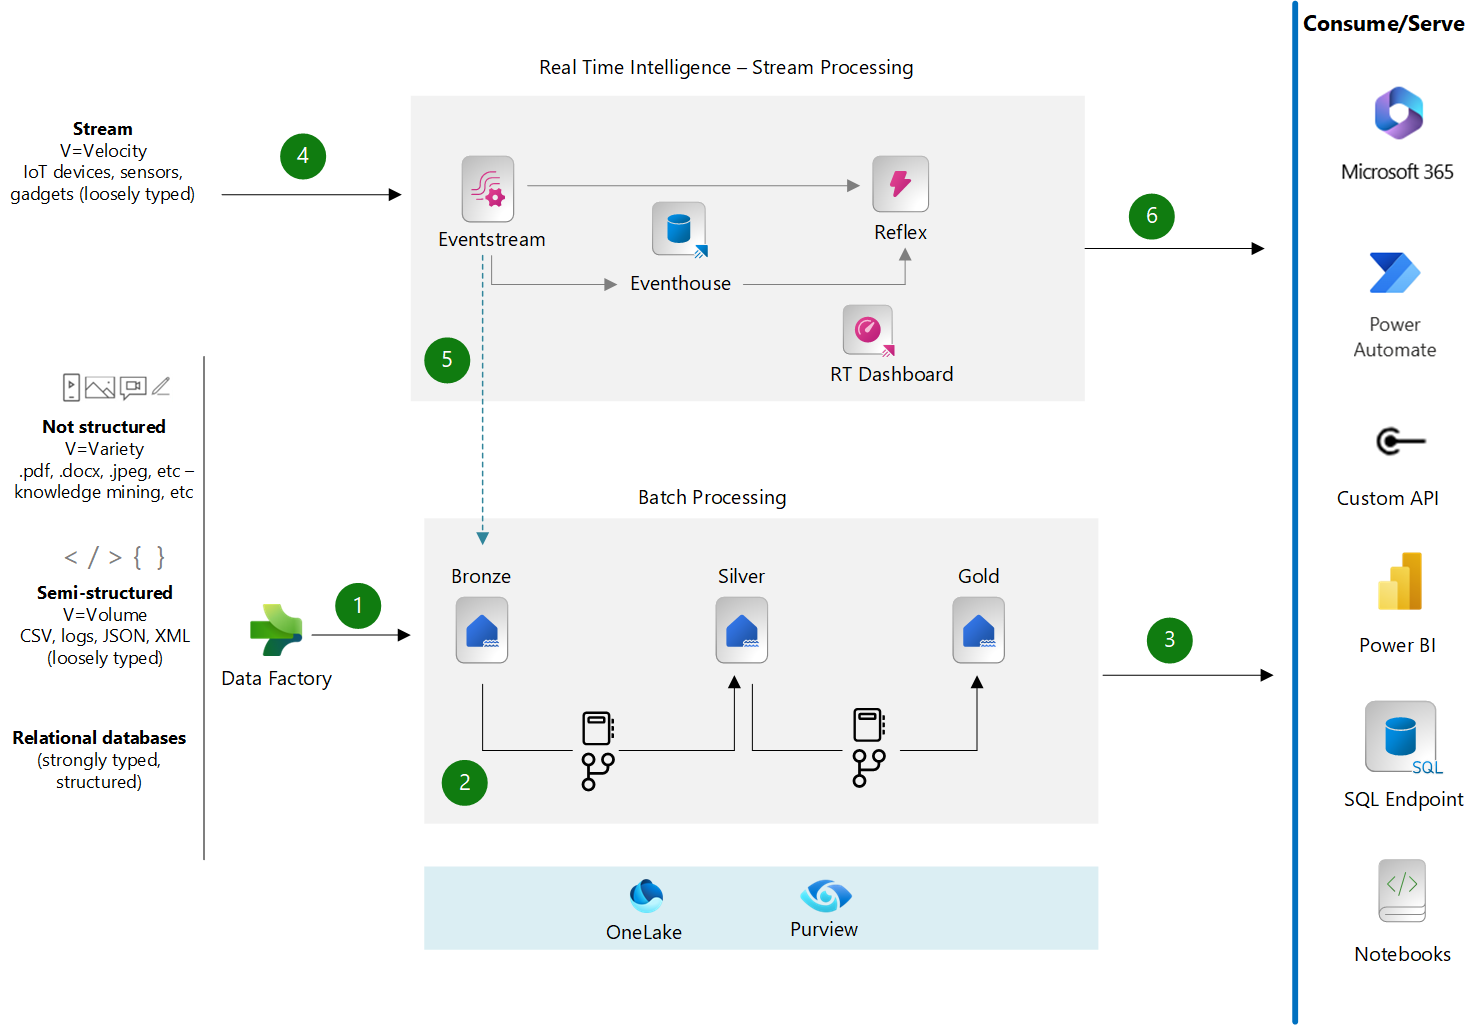 Consume/Serve
Real Time Intelligence – Stream Processing
Stream
V=Velocity
IoT devices, sensors,
gadgets (loosely typed)
4
Eventstream
Eventhouse
Reflex
RT Dashboard
5
6
Not structured
V=Variety
.pdf, .docx, .jpeg, etc –
knowledge mining, etc
</>{ }
Semi-structured
V=Volume
CSV, logs, JSON, XML
(loosely typed)
Relational databases
(strongly typed,
structured)
Data Factory
1
Batch Processing
Bronze
Silver
Gold
2
3
OneLake
Purview
Microsoft 365
Power
Automate
Custom API
Power BI
SQL
SQL Endpoint
</>
Notebooks